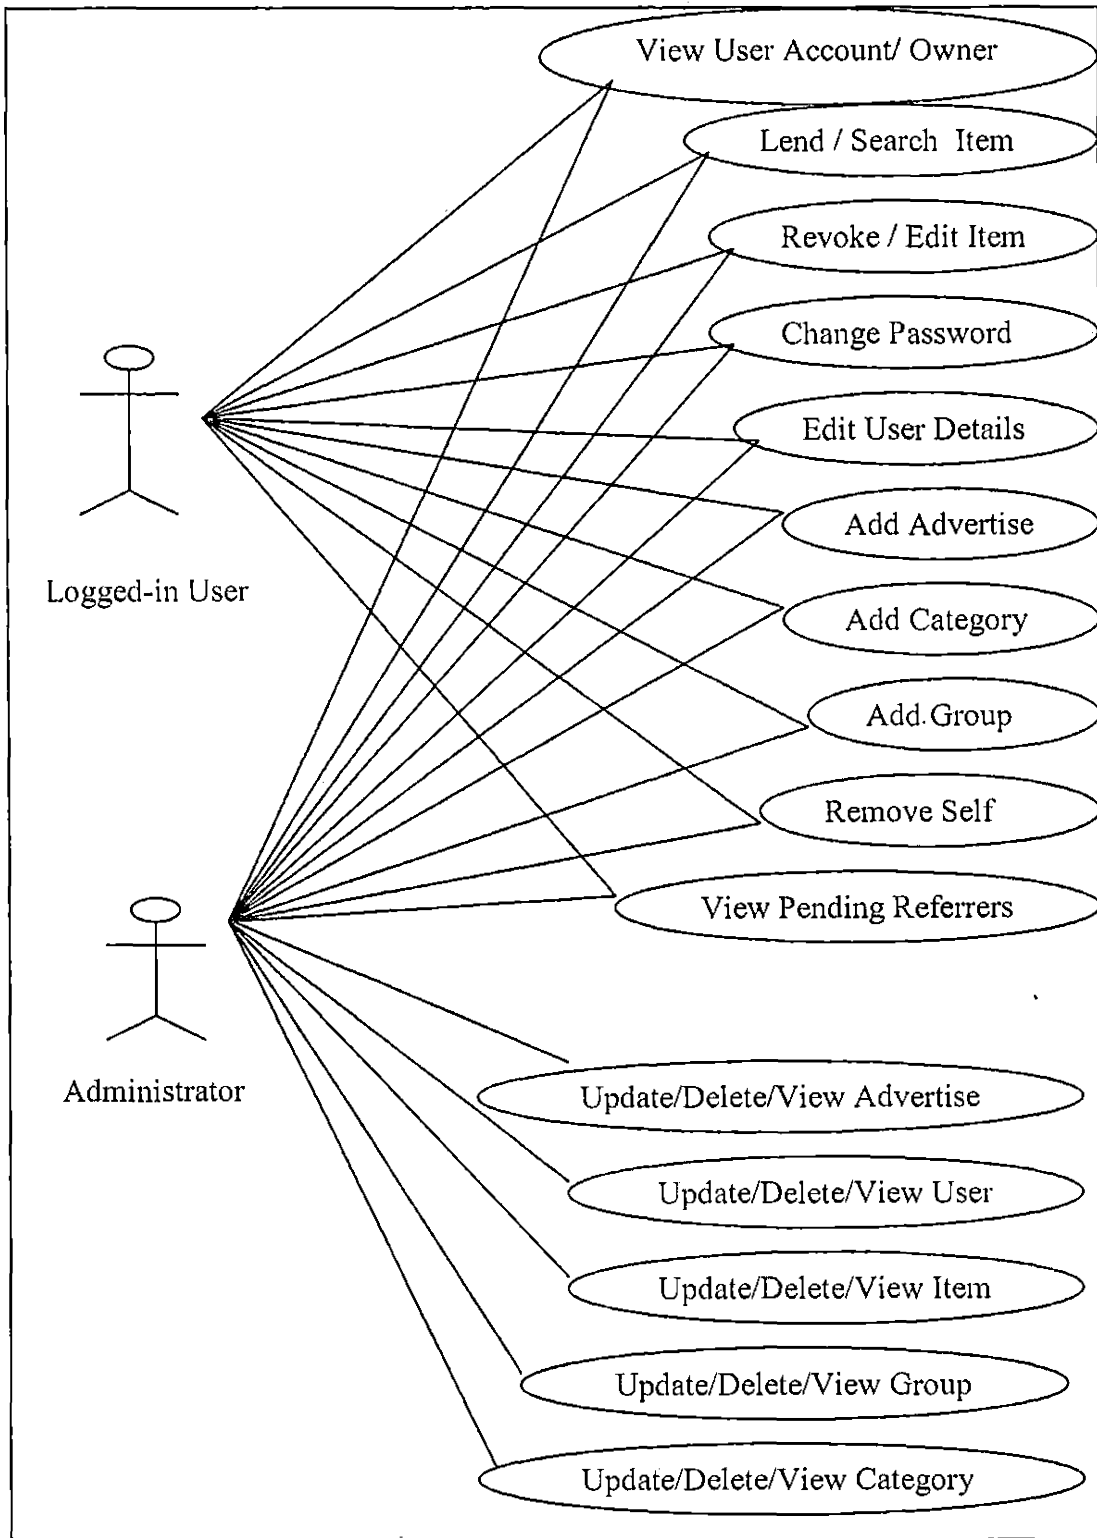 View User Account/ Owner
Lend / Search Item
Revoke / Edit Item
Change Password
Edit User Details
Add Advertise
Logged-in User
Add Category
Add Group
Remove Self
View Pending Referrers
Administrator
Update/Delete/View Advertise
Update/Delete/View User
Update/Delete/View Item
Update/Delete/View Group
Update/Delete/View Category